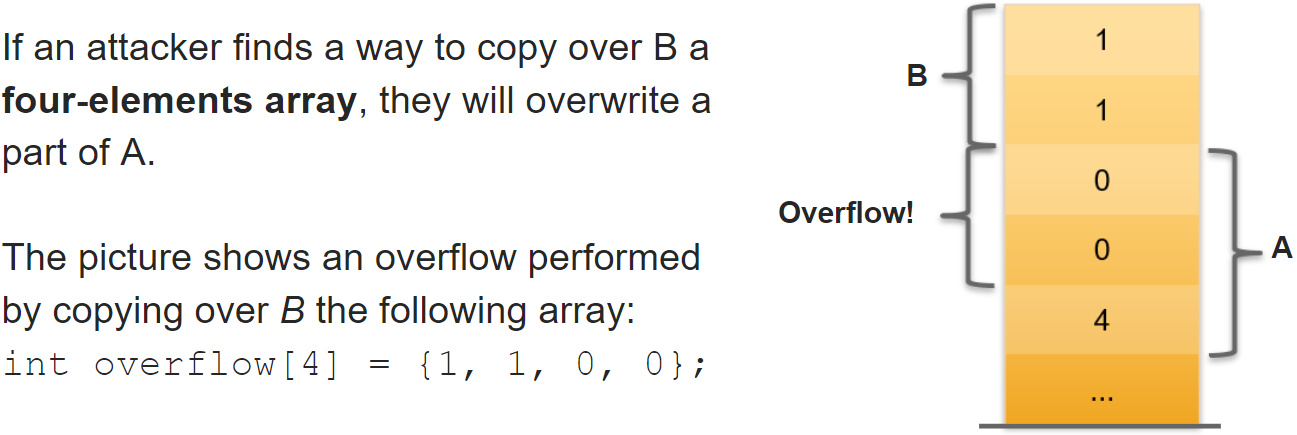 If an attacker finds a way to copy over B a
four-elements array, they will overwrite a
part of A.
The picture shows an overflow performed
by copying over B the following array:
int overflow[4] = {1, 1, 0, 0};
1
B
1
0
Overflow!
0
A
4
...